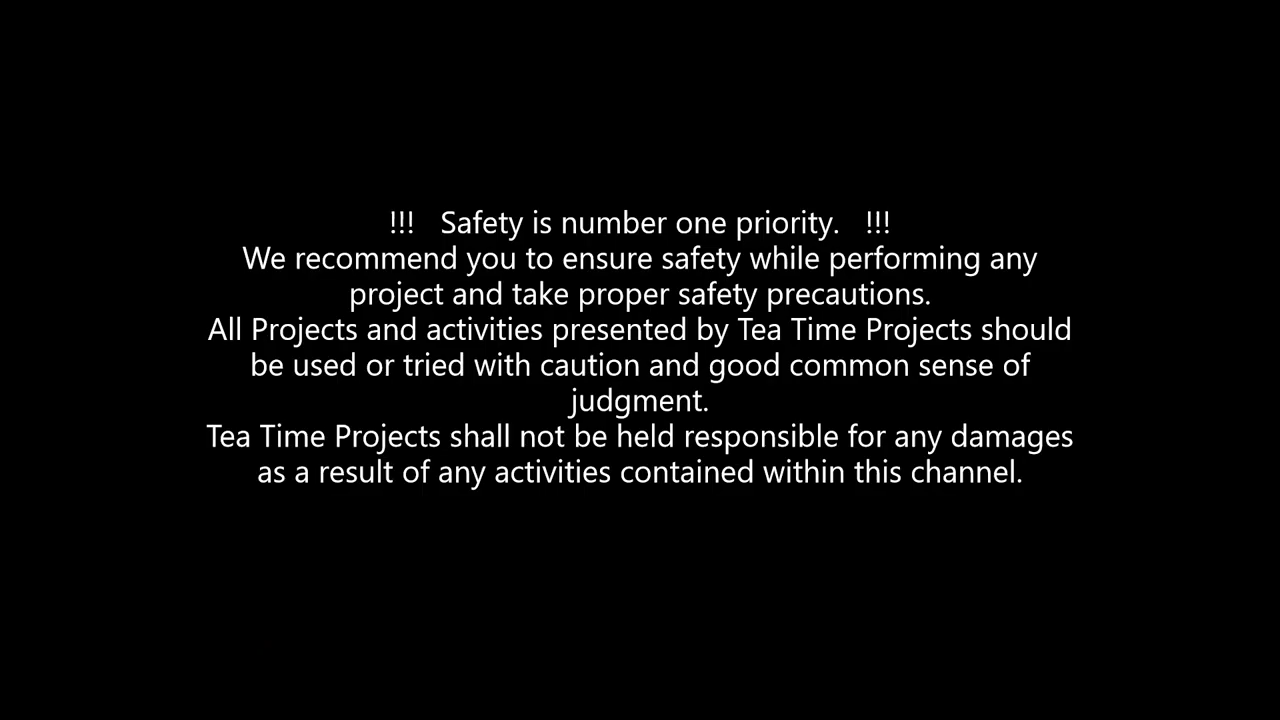 !!! Safety is number one priority. !!!
We recommend you to ensure safety while performing any
project and take proper safety precautions.
All Projects and activities presented by Tea Time Projects should
be used or tried with caution and good common sense of
judgment.
Tea Time Projects shall not be held responsible for any damages
as a result of any activities contained within this channel.